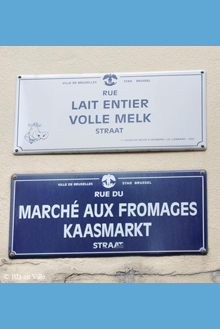 VILLE DE BRUXELLES STAD BRUSSEL
RUE
LAIT ENTIER
VOLLE MELK
STRAAT
VILLE DE BRUXELLES STAD BRUSSEL
RUE DU
MARCHÉ AUX FROMAGES
KAASMARKT
STRAAT